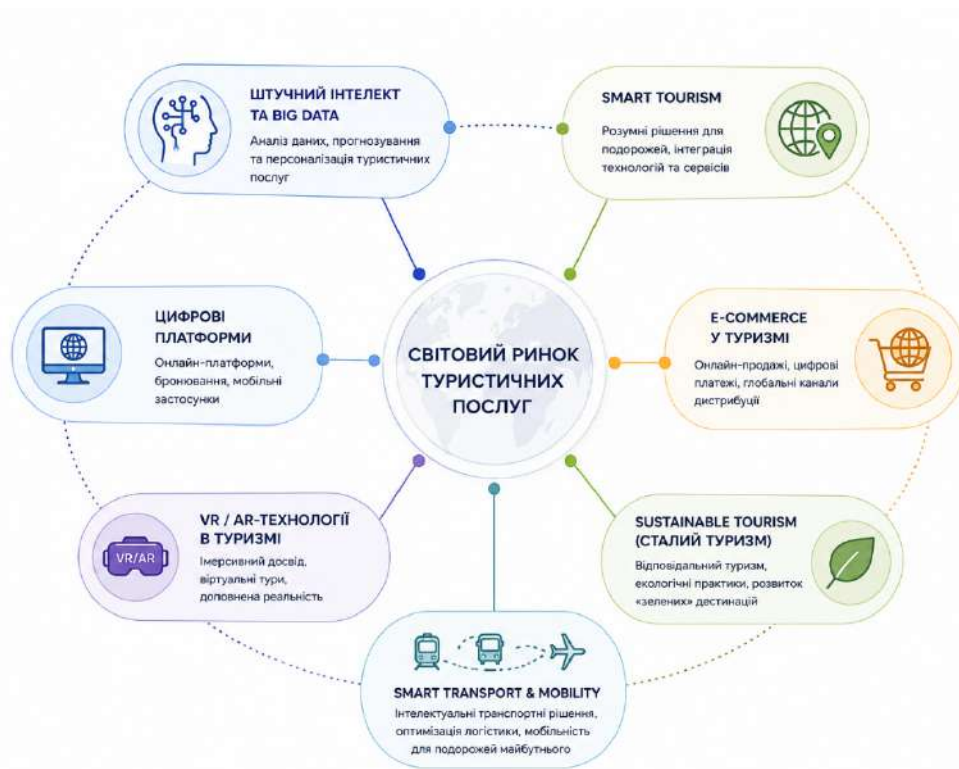 ШТУЧНИЙ ІНТЕЛЕКТ
ТА BIG DATA
Аналіз даних, прогнозування
та персоналізація туристичних
послуг
SMART TOURISM
Розумні рішення для
подорожей, інтеграція
технологій та сервісів
ЦИФРОВІ
ПЛАТФОРМИ
Онлайн-платформи,
бронювання, мобільні
застосунки
СВІТОВИЙ РИНОК
ТУРИСТИЧНИХ
ПОСЛУГ
E-COMMERCE
У ТУРИЗМІ
Онлайн-продажі, цифрові
платежі, глобальні канали
дистрибуції
VR/AR
VR / AR-ТЕХНОЛОГІЇ
В ТУРИЗМІ
Імерсивний досвід,
віртуальні тури,
доповнена реальність
SUSTAINABLE TOURISM
(СТАЛИЙ ТУРИЗМ)
Відповідальний туризм,
екологічні практики, розвиток
«зелених» дестинацій
SMART TRANSPORT & MOBILITY
Інтелектуальні транспортні рішення,
оптимізація логістики, мобільність
для подорожей майбутнього